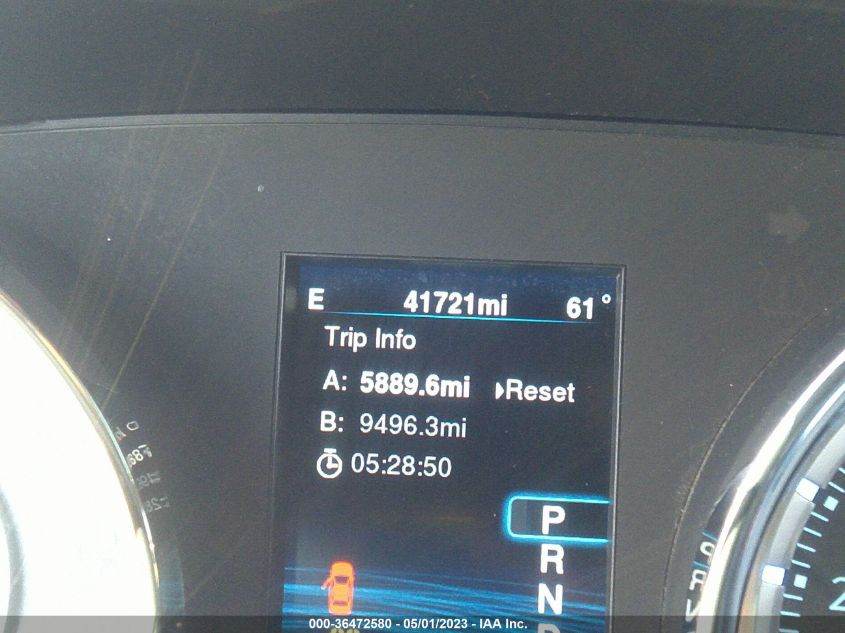 E 41721mi 61°
Trip Info
A: 5889.6mi Reset
B: 9496.3mi
05:28:50
P
R
N
D
2
000-36472580 - 05/01/2023 - IAA Inc.